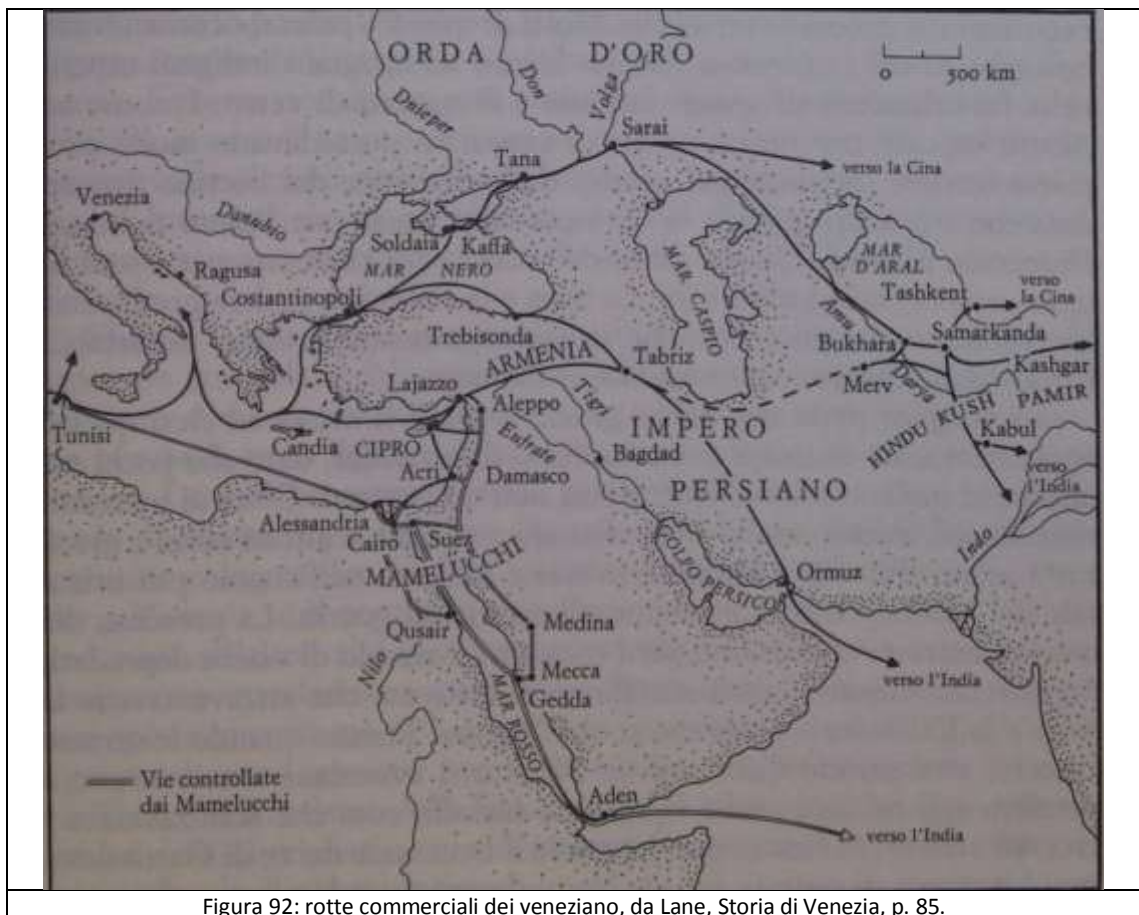 ORDA D'ORO
0 500 km
Dnieper
Don
Volga
Sarai
verso la Cina
Tana
Venezia
Danubio
Soldaia
Kaffa
MAR NERO
MAR D'ARAL
Ragusa
Costantinopoli
MAR CASPIO
Tashkent
verso la Cina
Amu
Samarkanda
Trebisonda
Bukhara
Kashgar
Tabriz
ARMENIA
Merv
Darya
PAMIR
Lajazzo
Aleppo
Tigri
HINDU KUSH
Tunisi
Candia
CIPRO
Eufrate
IMPERO
Kabul
Bagdad
Acri
Damasco
PERSIANO
verso l'India
Alessandria
Cairo
Suez
Indo
MAMELUCCHI
GOLFO PERSICO
Ormuz
Qusair
Medina
Nilo
Mecca
Gedda
verso l'India
MAR ROSSO
Vie controllate
dai Mamelucchi
Aden
verso l'India
Figura 92: rotte commerciali dei veneziano, da Lane, Storia di Venezia, p. 85.